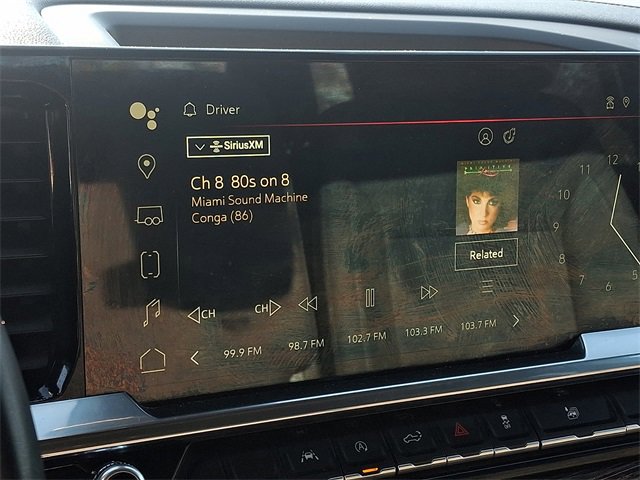 Driver
SiriusXM
Ch 8 80s on 8
Miami Sound Machine
Conga (86)
Related
CH CH
99.9 FM 98.7 FM 102.7 FM 103.3 FM 103.7 FM
11 12
10
9
8
7 6 5